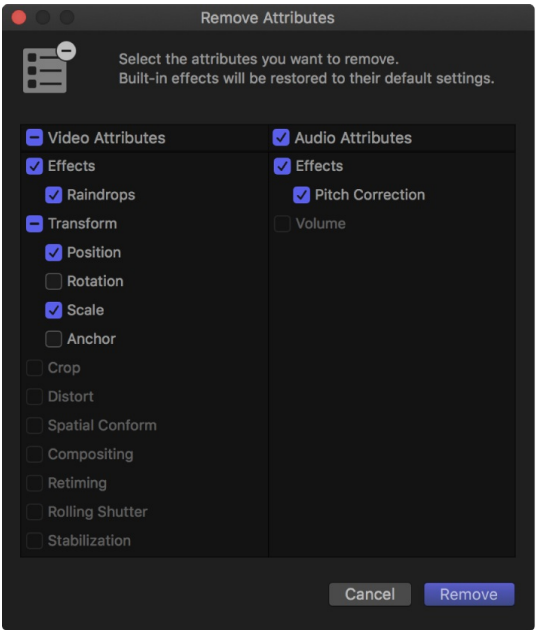 Remove Attributes
Select the attributes you want to remove.
Built-in effects will be restored to their default settings.
Video Attributes
Effects
Raindrops
Transform
Position
Rotation
Scale
Anchor
Crop
Distort
Spatial Conform
Compositing
Retiming
Rolling Shutter
Stabilization
Audio Attributes
Effects
Pitch Correction
Volume
Cancel
Remove